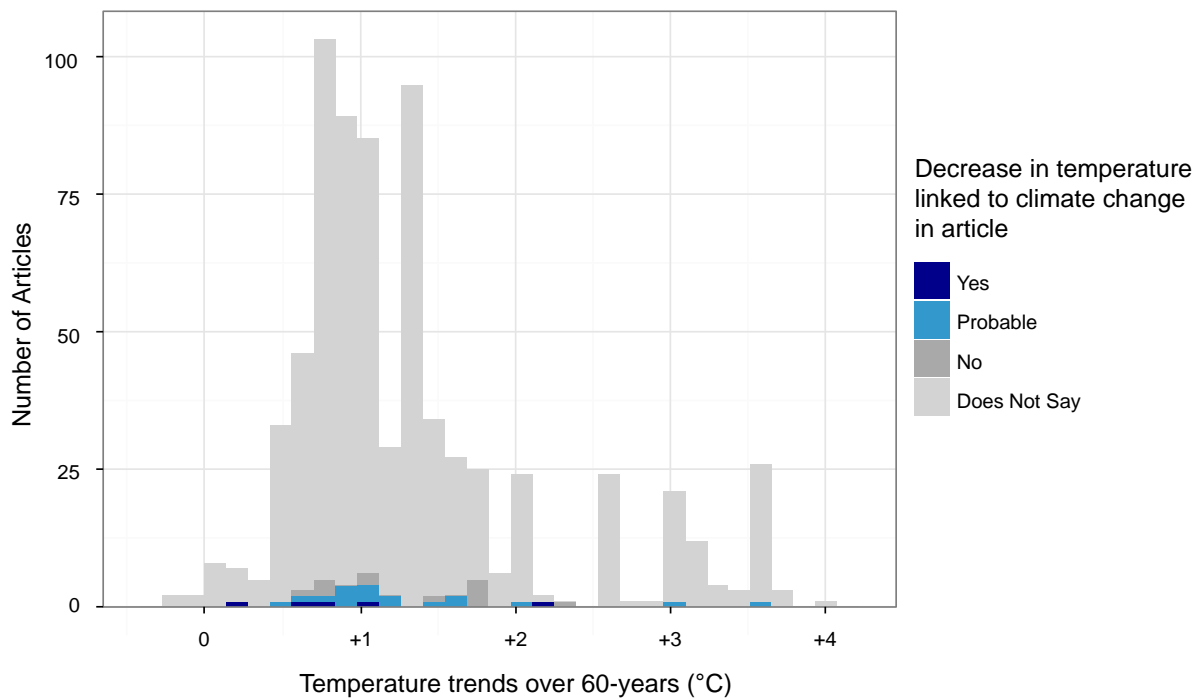 100
75
50
25
0
Number of Articles
0
+1
+2
+3
+4
Temperature trends over 60-years (°C)
Decrease in temperature
linked to climate change
in article
Yes
Probable
No
Does Not Say